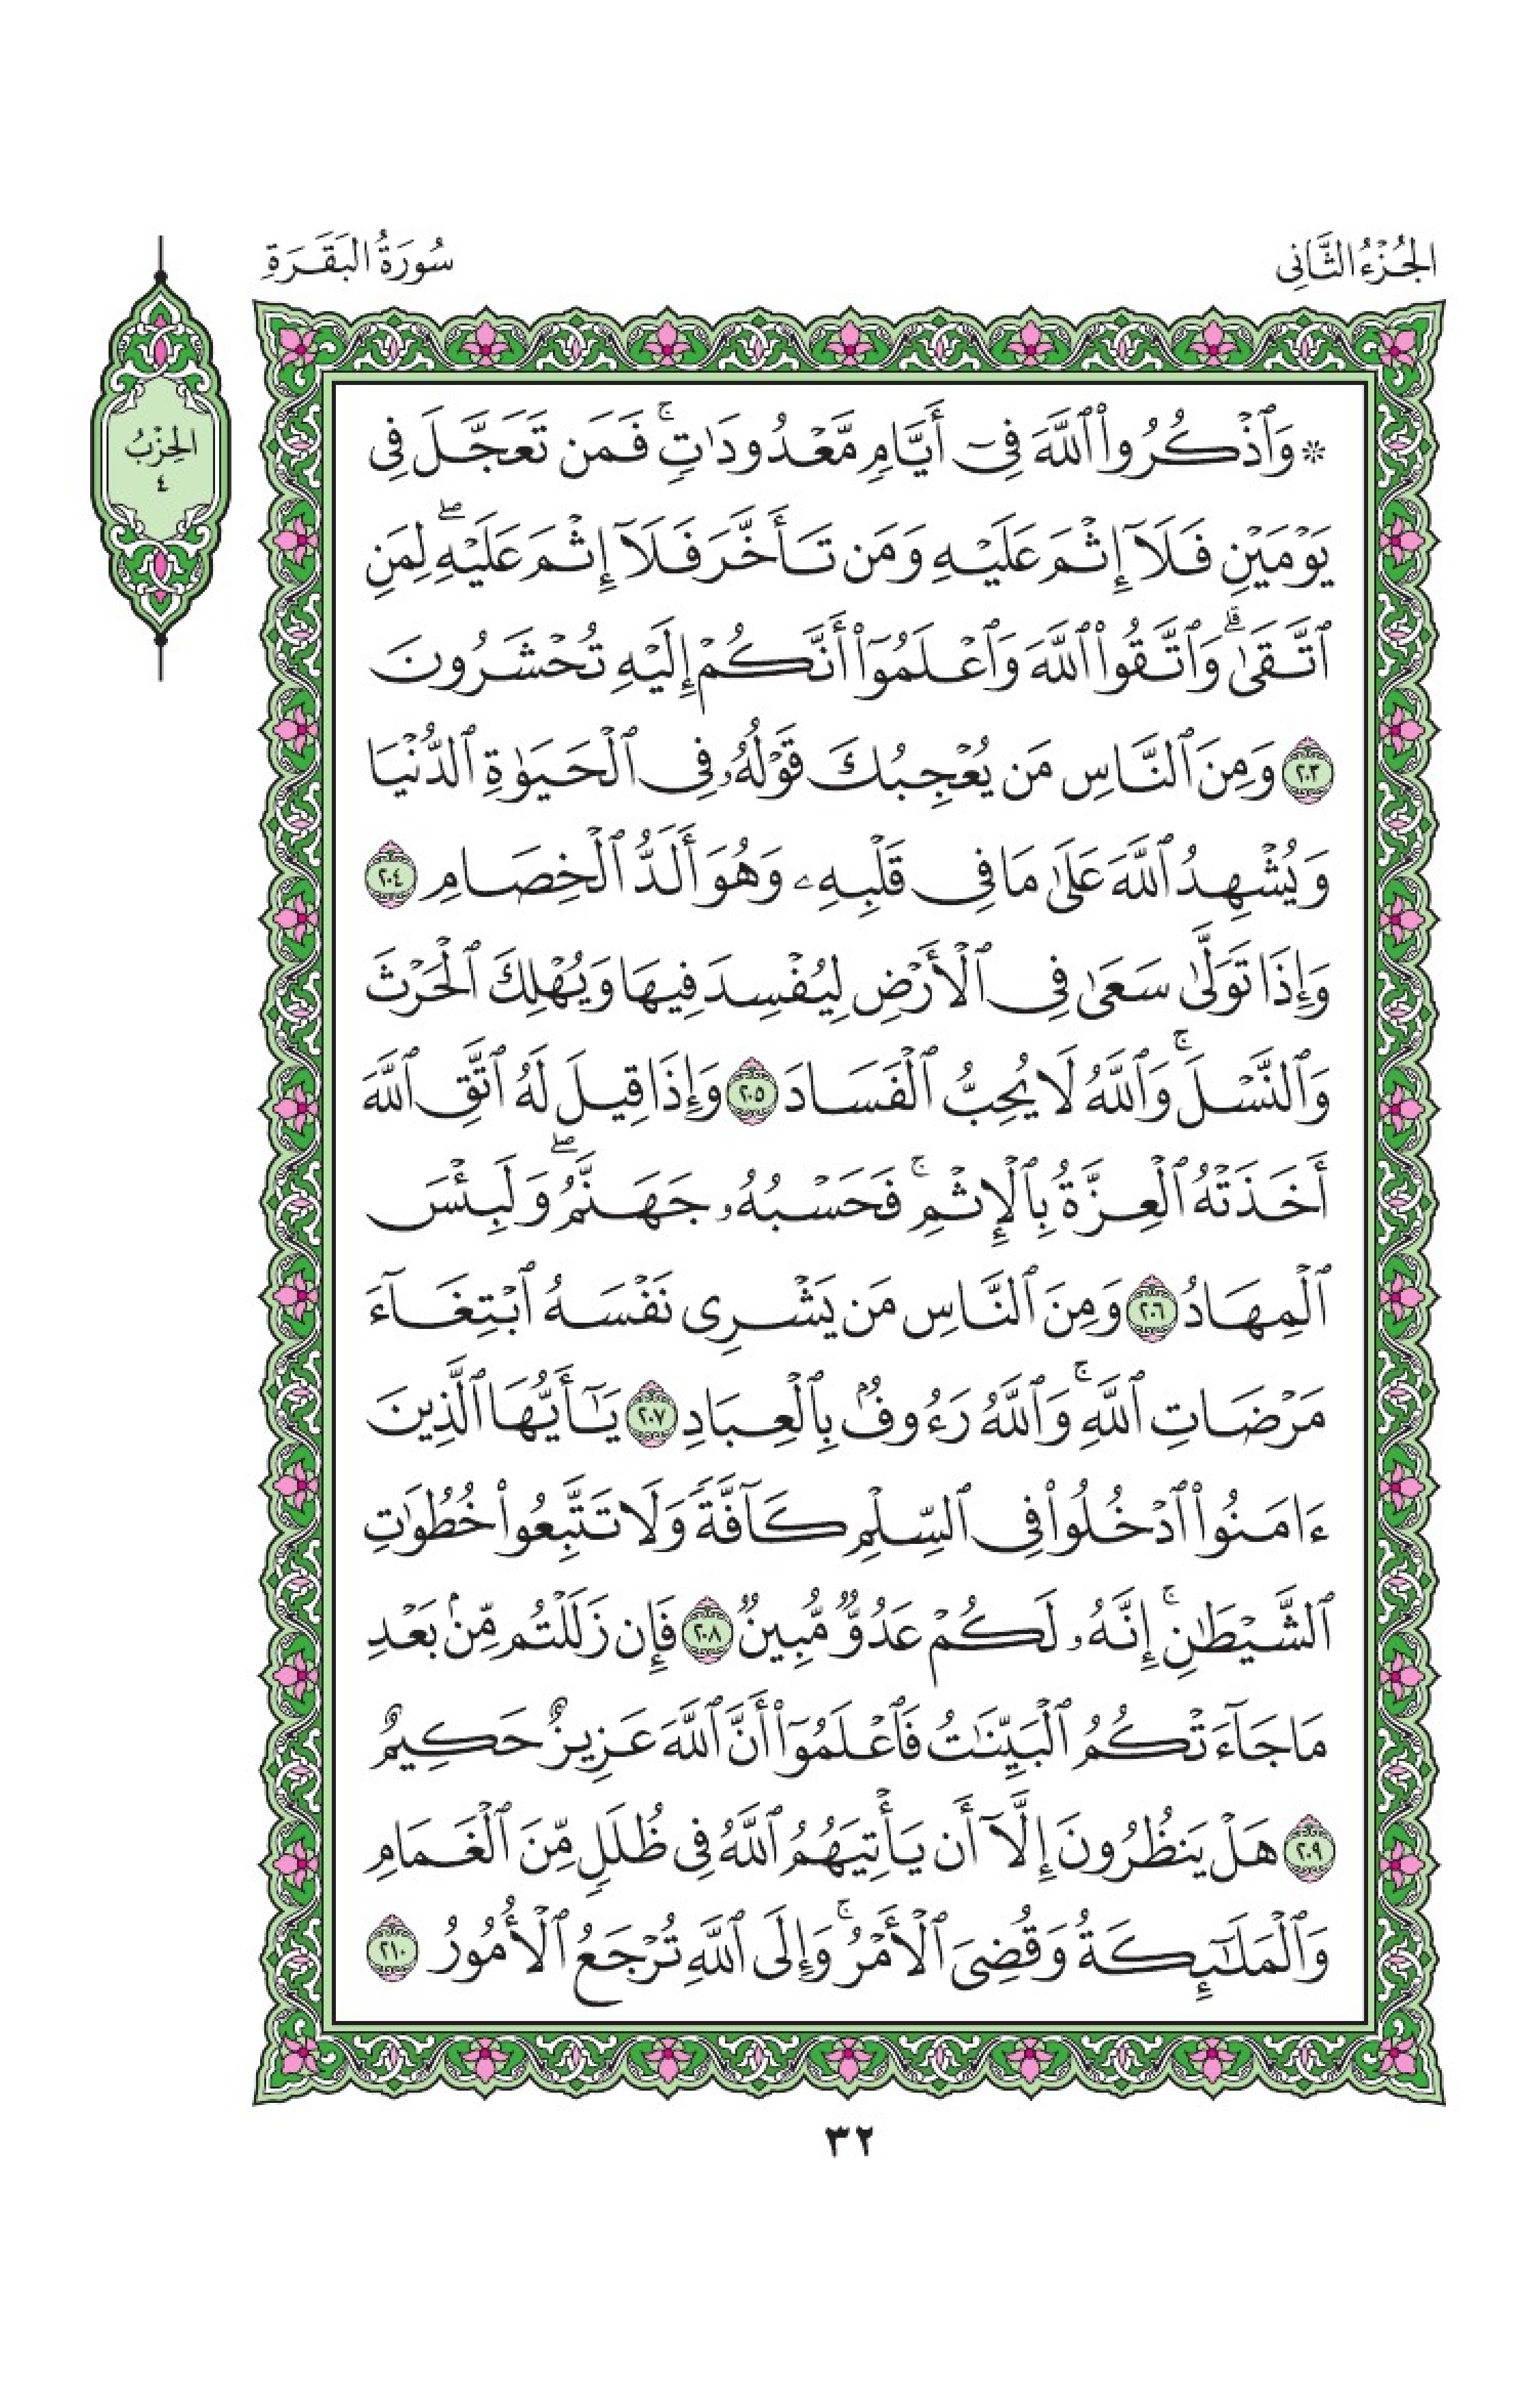 الجُزْءُ الثَّانِي
سُورَةُ البَقَرَةِ
الحِزْبُ
٤
۞ وَٱذۡكُرُواْ ٱللَّهَ فِيٓ أَيَّامٖ مَّعۡدُودَٰتٖۚ فَمَن تَعَجَّلَ فِي
يَوۡمَيۡنِ فَلَآ إِثۡمَ عَلَيۡهِ وَمَن تَأَخَّرَ فَلَآ إِثۡمَ عَلَيۡهِۖ لِمَنِ
ٱتَّقَىٰۗ وَٱتَّقُواْ ٱللَّهَ وَٱعۡلَمُوٓاْ أَنَّكُمۡ إِلَيۡهِ تُحۡشَرُونَ
٢٠٣ وَمِنَ ٱلنَّاسِ مَن يُعۡجِبُكَ قَوۡلُهُۥ فِي ٱلۡحَيَوٰةِ ٱلدُّنۡيَا
وَيُشۡهِدُ ٱللَّهَ عَلَىٰ مَا فِي قَلۡبِهِۦ وَهُوَ أَلَدُّ ٱلۡخِصَامِ ٢٠٤
وَإِذَا تَوَلَّىٰ سَعَىٰ فِي ٱلۡأَرۡضِ لِيُفۡسِدَ فِيهَا وَيُهۡلِكَ ٱلۡحَرۡثَ
وَٱلنَّسۡلَۚ وَٱللَّهُ لَا يُحِبُّ ٱلۡفَسَادَ ٢٠٥ وَإِذَا قِيلَ لَهُ ٱتَّقِ ٱللَّهَ
أَخَذَتۡهُ ٱلۡعِزَّةُ بِٱلۡإِثۡمِۚ فَحَسۡبُهُۥ جَهَنَّمُۖ وَلَبِئۡسَ
ٱلۡمِهَادُ ٢٠٦ وَمِنَ ٱلنَّاسِ مَن يَشۡرِي نَفۡسَهُ ٱبۡتِغَآءَ
مَرۡضَاتِ ٱللَّهِۚ وَٱللَّهُ رَءُوفُۢ بِٱلۡعِبَادِ ٢٠٧ يَٰٓأَيُّهَا ٱلَّذِينَ
ءَامَنُواْ ٱدۡخُلُواْ فِي ٱلسِّلۡمِ كَآفَّةٗ وَلَا تَتَّبِعُواْ خُطُوَٰتِ
ٱلشَّيۡطَٰنِۚ إِنَّهُۥ لَكُمۡ عَدُوّٞ مُّبِينٞ ٢٠٨ فَإِن زَلَلۡتُم مِّنۢ بَعۡدِ
مَا جَآءَتۡكُمُ ٱلۡبَيِّنَٰتُ فَٱعۡلَمُوٓاْ أَنَّ ٱللَّهَ عَزِيزٌ حَكِيمٌ
٢٠٩ هَلۡ يَنظُرُونَ إِلَّآ أَن يَأۡتِيَهُمُ ٱللَّهُ فِي ظُلَلٖ مِّنَ ٱلۡغَمَامِ
وَٱلۡمَلَٰٓئِكَةُ وَقُضِيَ ٱلۡأَمۡرُۚ وَإِلَى ٱللَّهِ تُرۡجَعُ ٱلۡأُمُورُ ٢١٠
٣٢